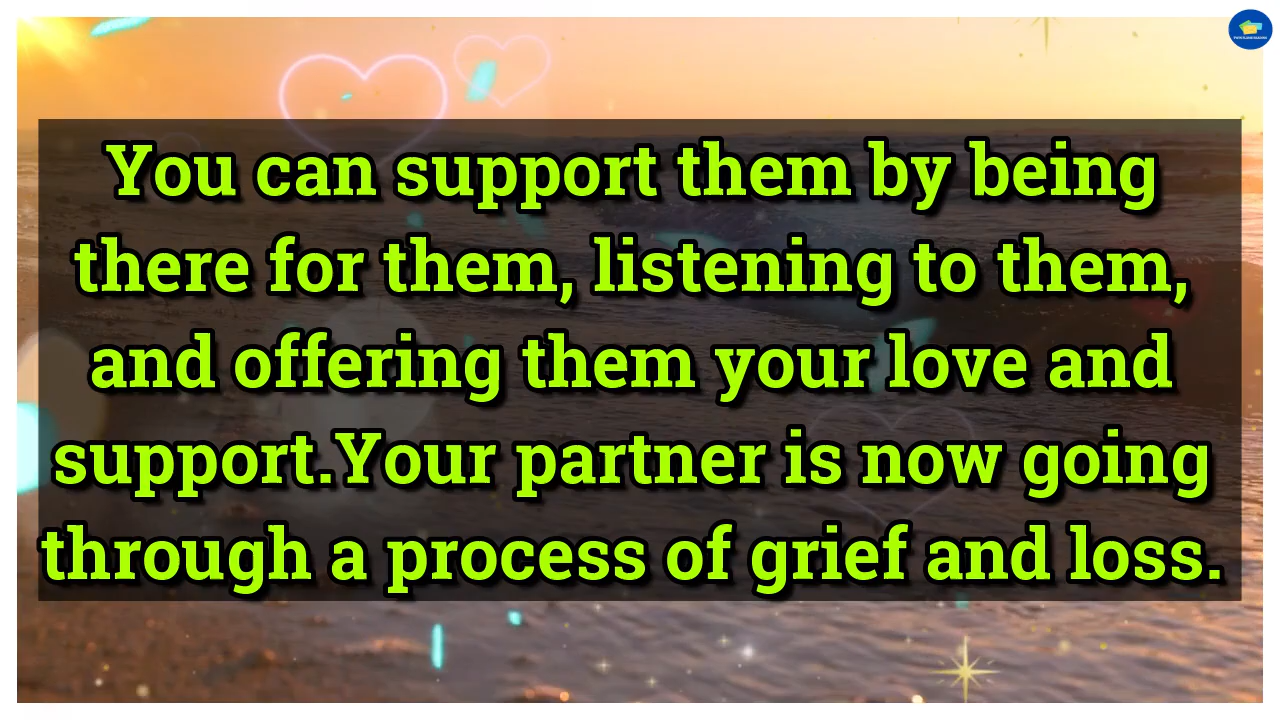 You can support them by being
there for them, listening to them,
and offering them your love and
support.Your partner is now going
through a process of grief and loss.